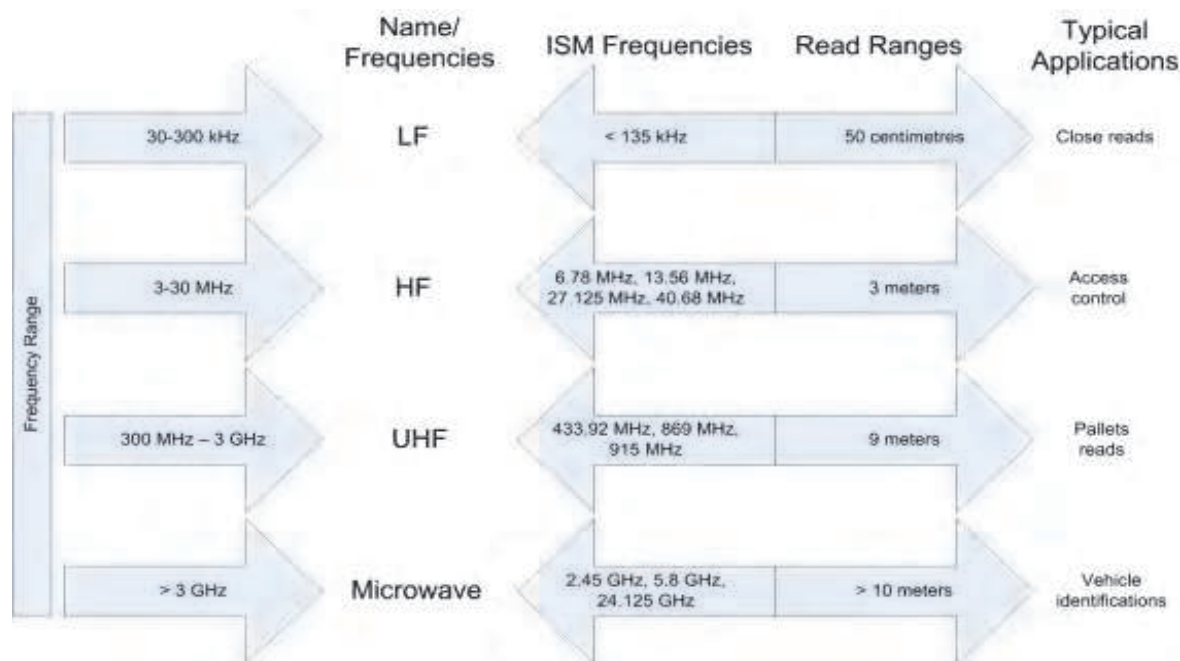 Name/
Frequencies
ISM Frequencies
Read Ranges
Typical
Applications
Frequency Range
30-300 kHz
LF
< 135 kHz
50 centimetres
Close reads
3-30 MHz
HF
6.78 MHz, 13.56 MHz,
27.125 MHz, 40.68 MHz
3 meters
Access
control
300 MHz – 3 GHz
UHF
433.92 MHz, 869 MHz,
915 MHz
9 meters
Pallets
reads
> 3 GHz
Microwave
2.45 GHz, 5.8 GHz,
24.125 GHz
> 10 meters
Vehicle
identifications